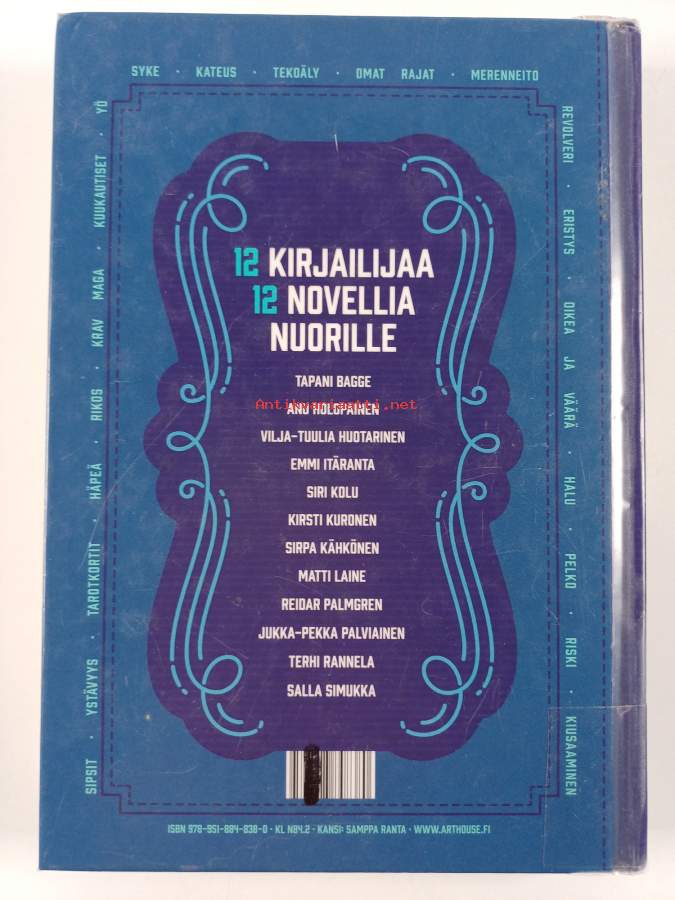 SYKE · KATEUS · TEKOÄLY · OMAT RAJAT · MERENNEITO
REVOLVERI · ERISTYS · OIKEA JA VÄÄRÄ · HALU · PELKO · RISKI · KIUSAAMINEN
SIPSIT · YSTÄVYYS · TAROTKORTIT · HÄPEÄ · RIKOS · KRAV MAGA · KUUKAUTISET · YÖ
12 KIRJAILIJAA
12 NOVELLIA
NUORILLE
TAPANI BAGGE
ANU HOLOPAINEN
Antikvariaatti.net
VILJA-TUULIA HUOTARINEN
EMMI ITÄRANTA
SIRI KOLU
KIRSTI KURONEN
SIRPA KÄHKÖNEN
MATTI LAINE
REIDAR PALMGREN
JUKKA-PEKKA PALVIAINEN
TERHI RANNELA
SALLA SIMUKKA
ISBN 978-951-884-838-0 · KL N84.2 · KANSI: SAMPPA RANTA · WWW.ARTHOUSE.FI